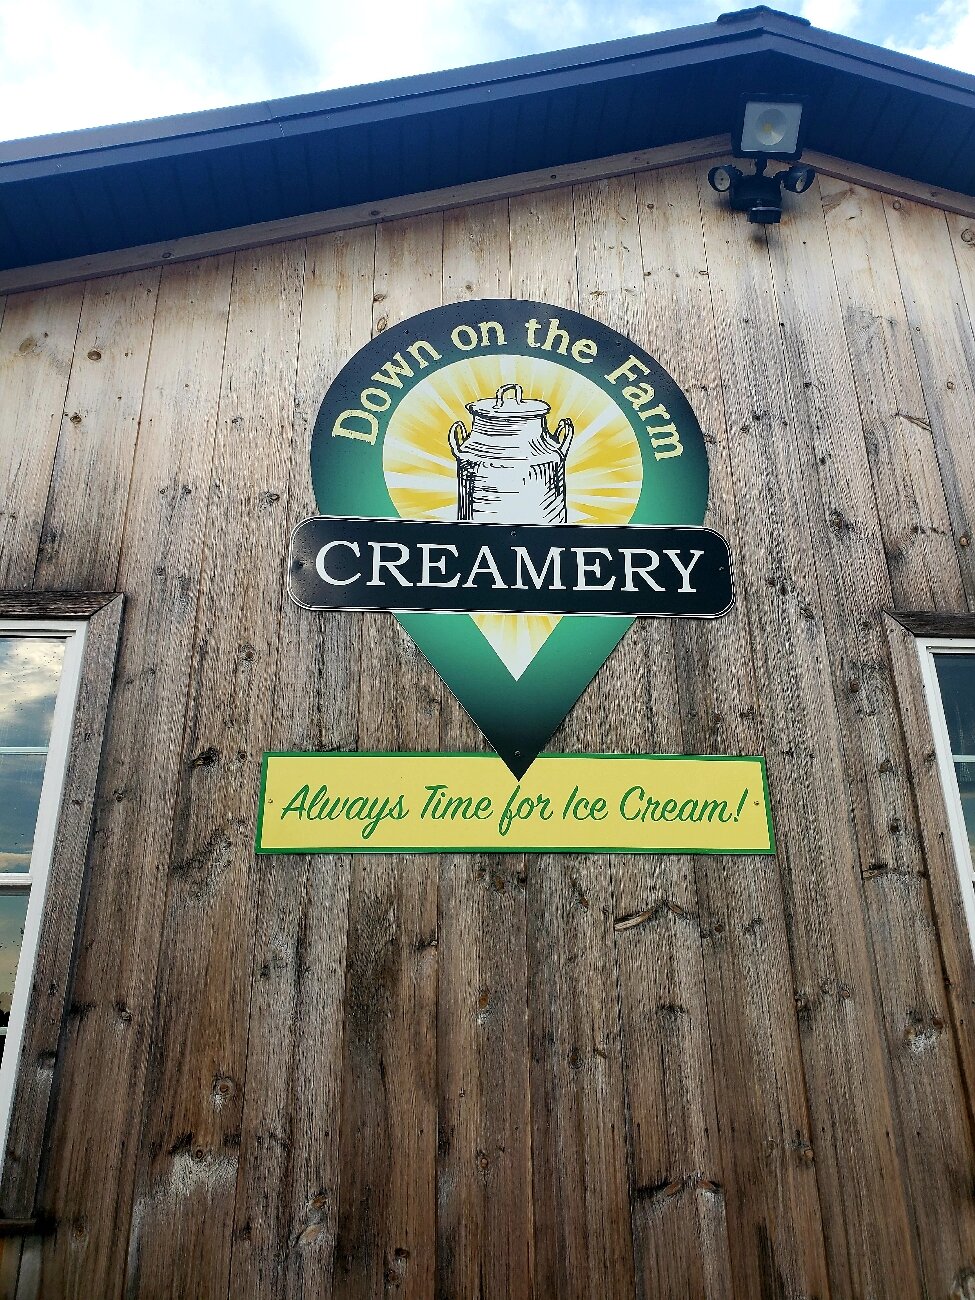 Down on the Farm
CREAMERY
Always Time for Ice Cream!